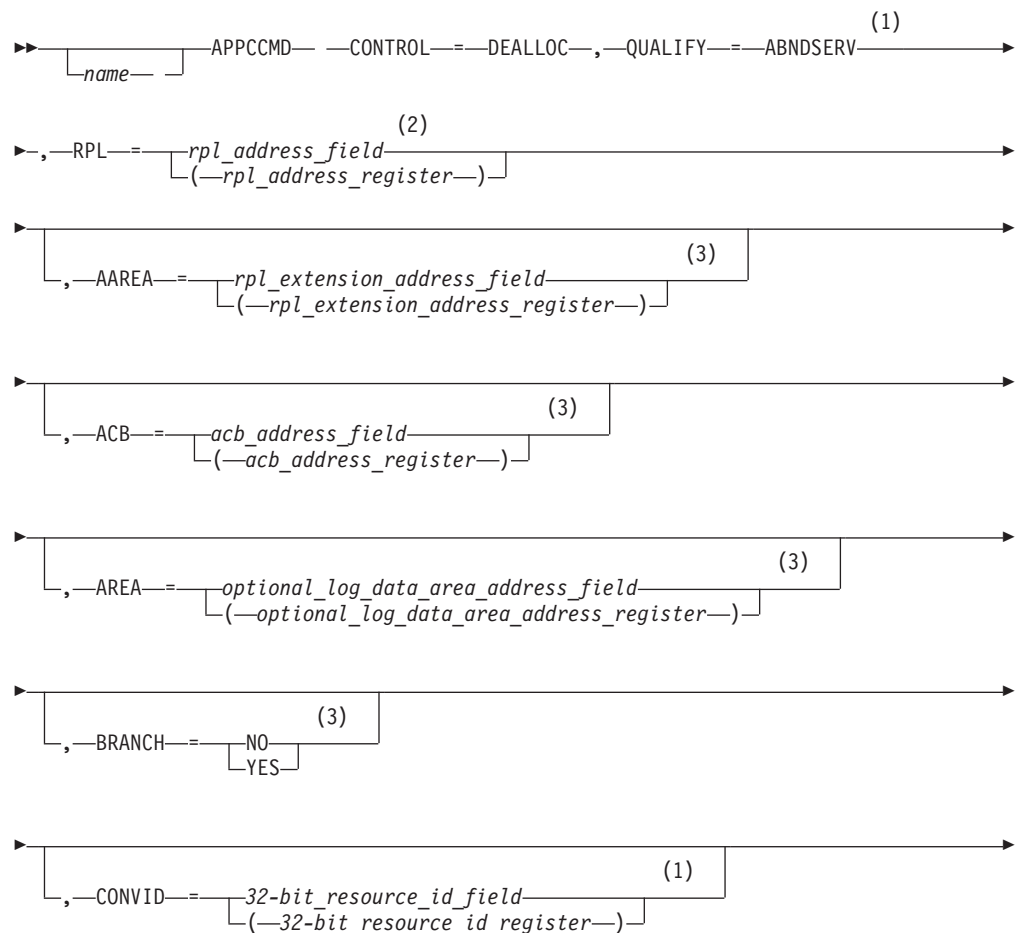 (1)
APPCCMD CONTROL = DEALLOC , QUALIFY = ABNDSERV
name
(2)
, RPL = rpl_address_field
( rpl_address_register )
(3)
, AAREA = rpl_extension_address_field
( rpl_extension_address_register )
(3)
, ACB = acb_address_field
( acb_address_register )
(3)
, AREA = optional_log_data_area_address_field
( optional_log_data_area_address_register )
(3)
, BRANCH = NO
YES
(1)
, CONVID = 32-bit_resource_id_field
( 32-bit resource id register )